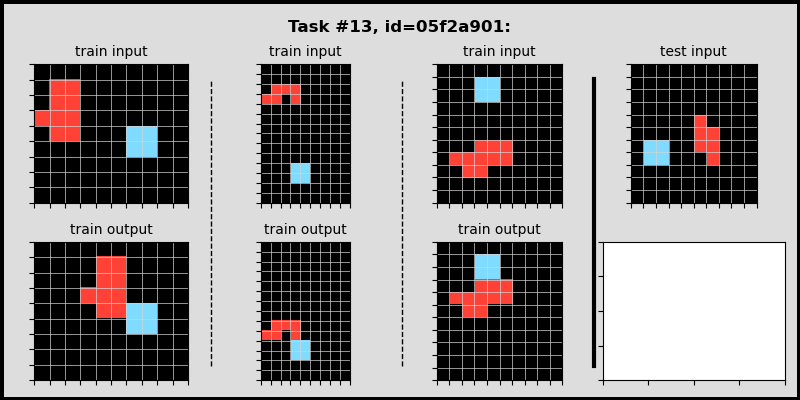 Task #13, id=05f2a901:
train input
train input
train input
test input
train output
train output
train output